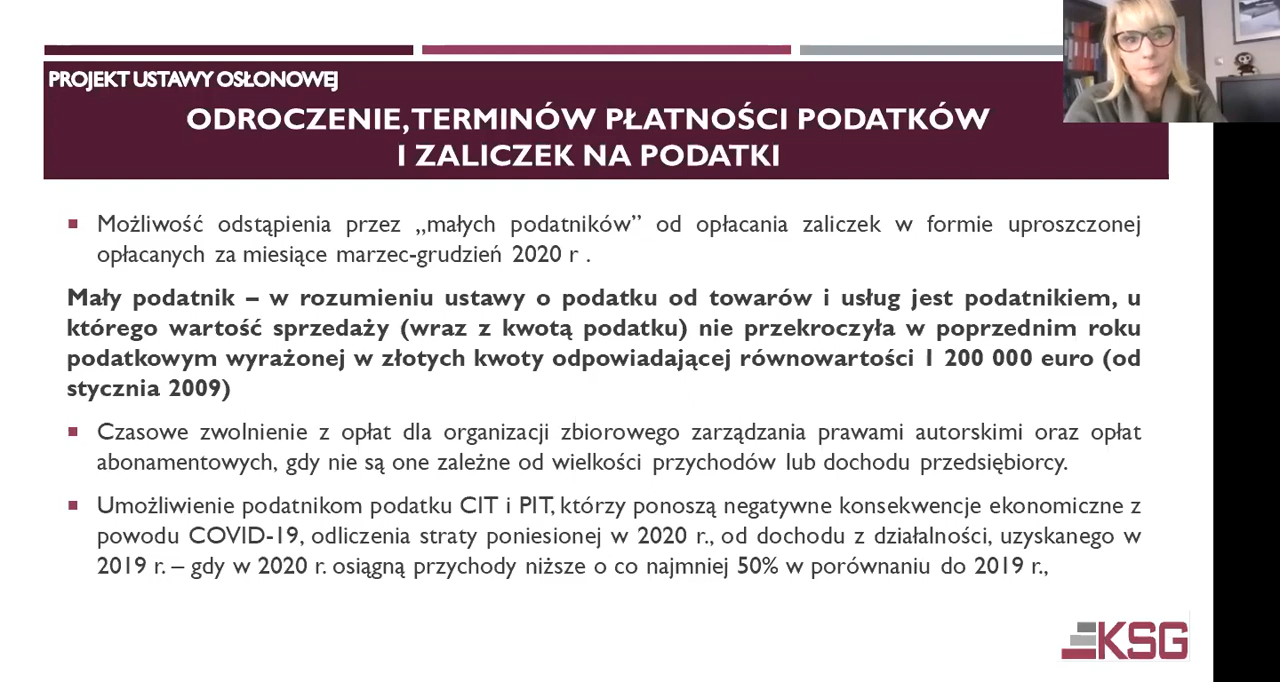 PROJEKT USTAWY OSŁONOWEJ
ODROCZENIE, TERMINÓW PŁATNOŚCI PODATKÓW
I ZALICZEK NA PODATKI
Możliwość odstąpienia przez „małych podatników” od opłacania zaliczek w formie uproszczonej
opłacanych za miesiące marzec-grudzień 2020 r .
Mały podatnik – w rozumieniu ustawy o podatku od towarów i usług jest podatnikiem, u
którego wartość sprzedaży (wraz z kwotą podatku) nie przekroczyła w poprzednim roku
podatkowym wyrażonej w złotych kwoty odpowiadającej równowartości 1 200 000 euro (od
stycznia 2009)
Czasowe zwolnienie z opłat dla organizacji zbiorowego zarządzania prawami autorskimi oraz opłat
abonamentowych, gdy nie są one zależne od wielkości przychodów lub dochodu przedsiębiorcy.
Umożliwienie podatnikom podatku CIT i PIT, którzy ponoszą negatywne konsekwencje ekonomiczne z
powodu COVID-19, odliczenia straty poniesionej w 2020 r., od dochodu z działalności, uzyskanego w
2019 r. – gdy w 2020 r. osiągną przychody niższe o co najmniej 50% w porównaniu do 2019 r.,
KSG